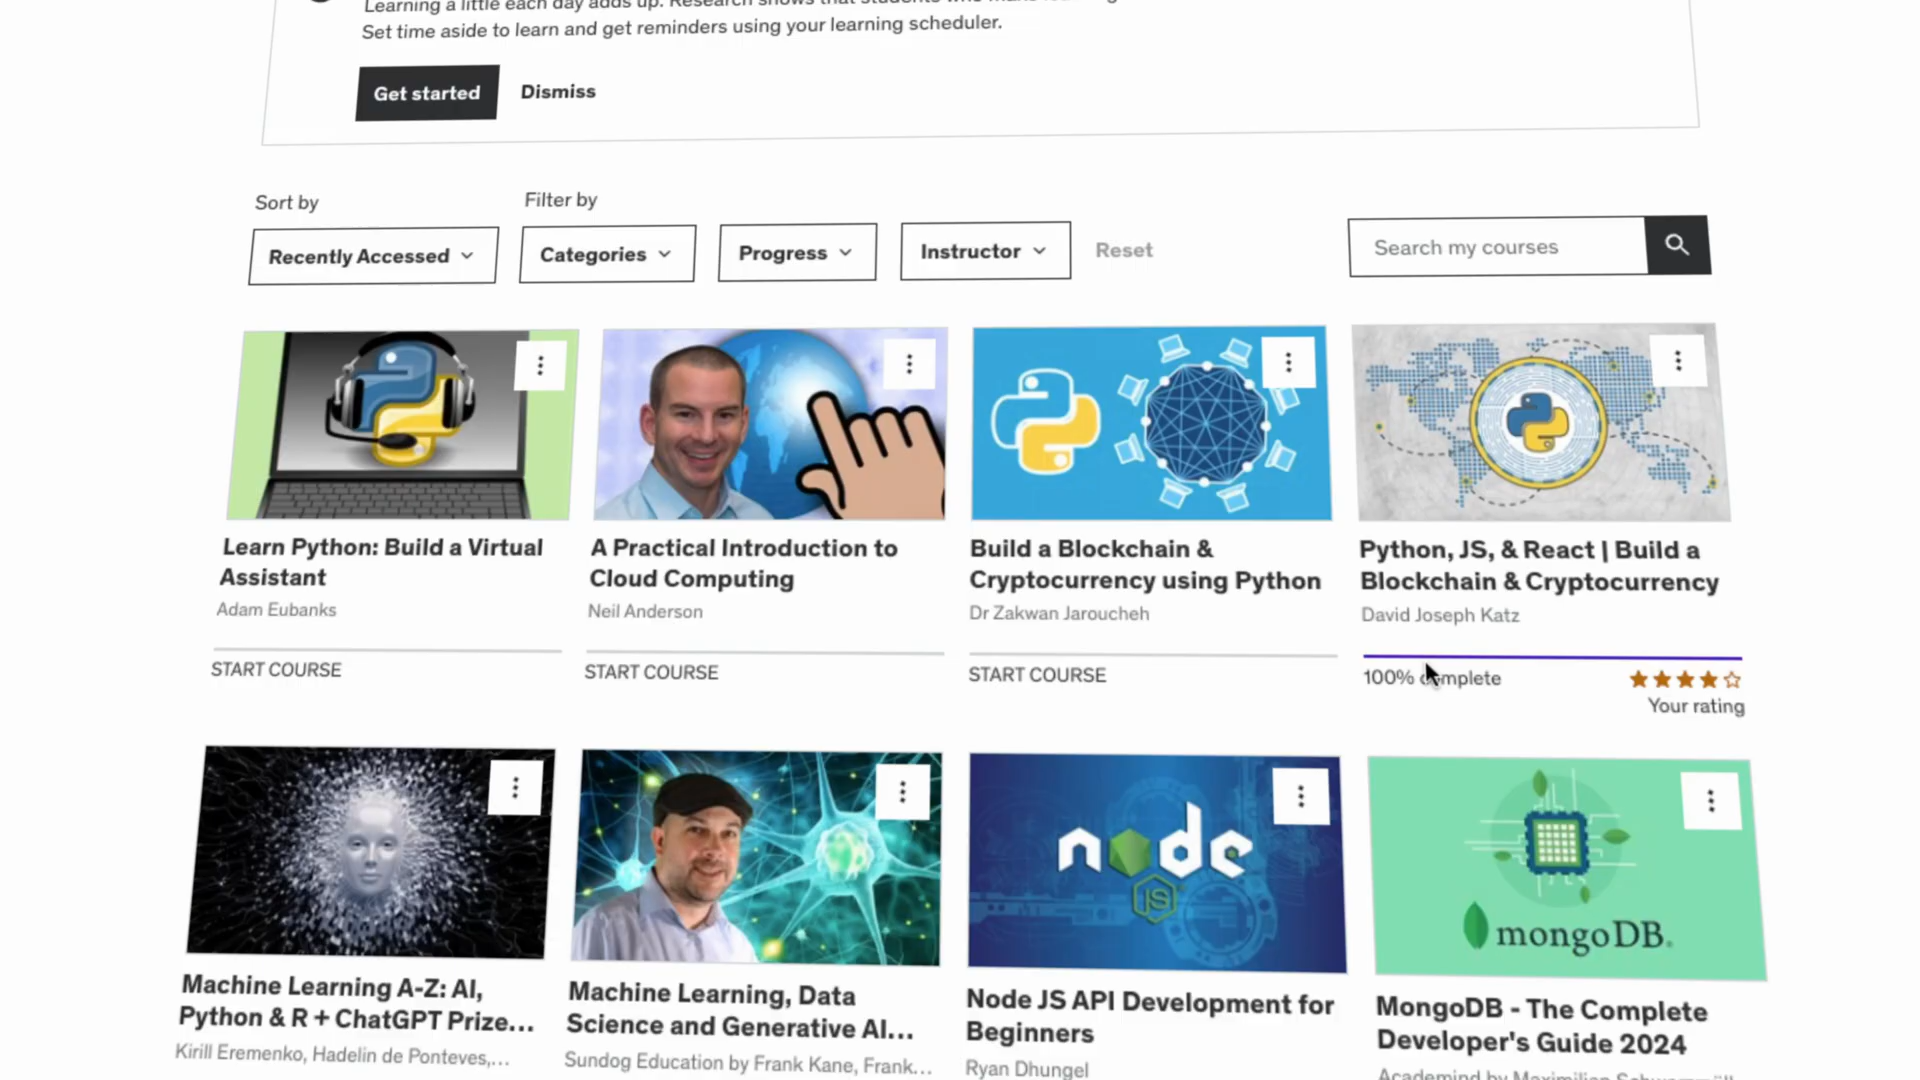 Learning a little each day adds up. Research shows that students who make
Set time aside to learn and get reminders using your learning scheduler.
Get started Dismiss
Sort by Filter by
Recently Accessed Categories Progress Instructor Reset Search my courses
Learn Python: Build a Virtual
Assistant
Adam Eubanks
START COURSE
A Practical Introduction to
Cloud Computing
Neil Anderson
START COURSE
Build a Blockchain &
Cryptocurrency using Python
Dr Zakwan Jaroucheh
START COURSE
Python, JS, & React | Build a
Blockchain & Cryptocurrency
David Joseph Katz
100% complete
Your rating
Machine Learning A-Z: AI,
Python & R + ChatGPT Prize...
Kirill Eremenko, Hadelin de Ponteves,...
Machine Learning, Data
Science and Generative AI...
Sundog Education by Frank Kane, Frank...
node
JS
Node JS API Development for
Beginners
Ryan Dhungel
mongoDB.
MongoDB - The Complete
Developer's Guide 2024
Academind by Maximilian